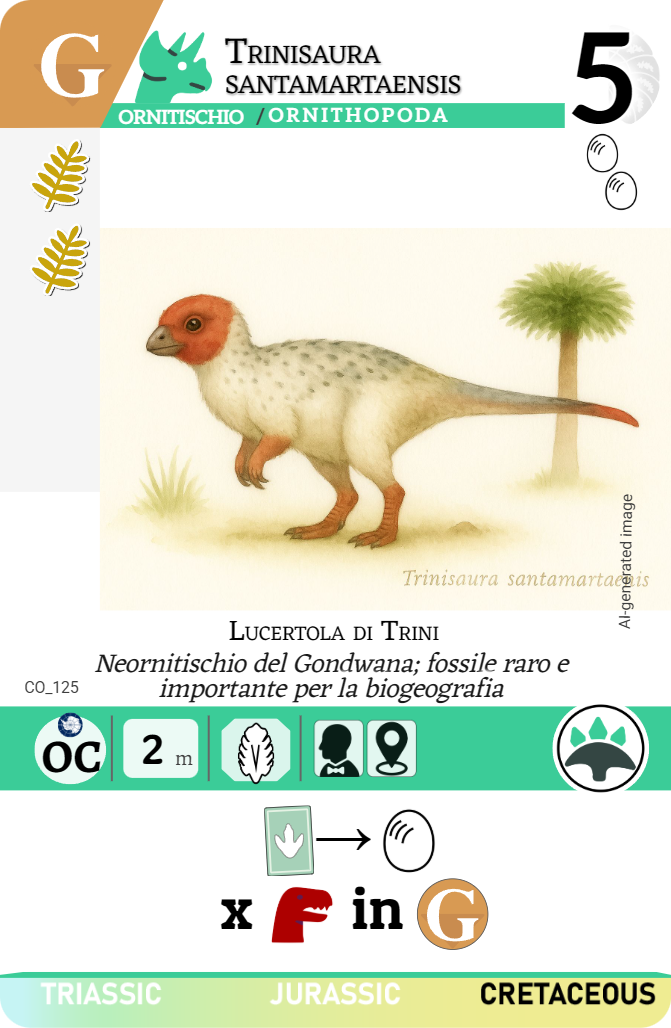 G
TRINISAURA
SANTAMARTAENSIS
5
ORNITISCHIO / ORNITHOPODA
Trinisaura santamartaensis
AI-generated image
LUCERTOLA DI TRINI
Neornitischio del Gondwana; fossile raro e
importante per la biogeografia
CO_125
OC 2 m
x in G
TRIASSIC JURASSIC CRETACEOUS